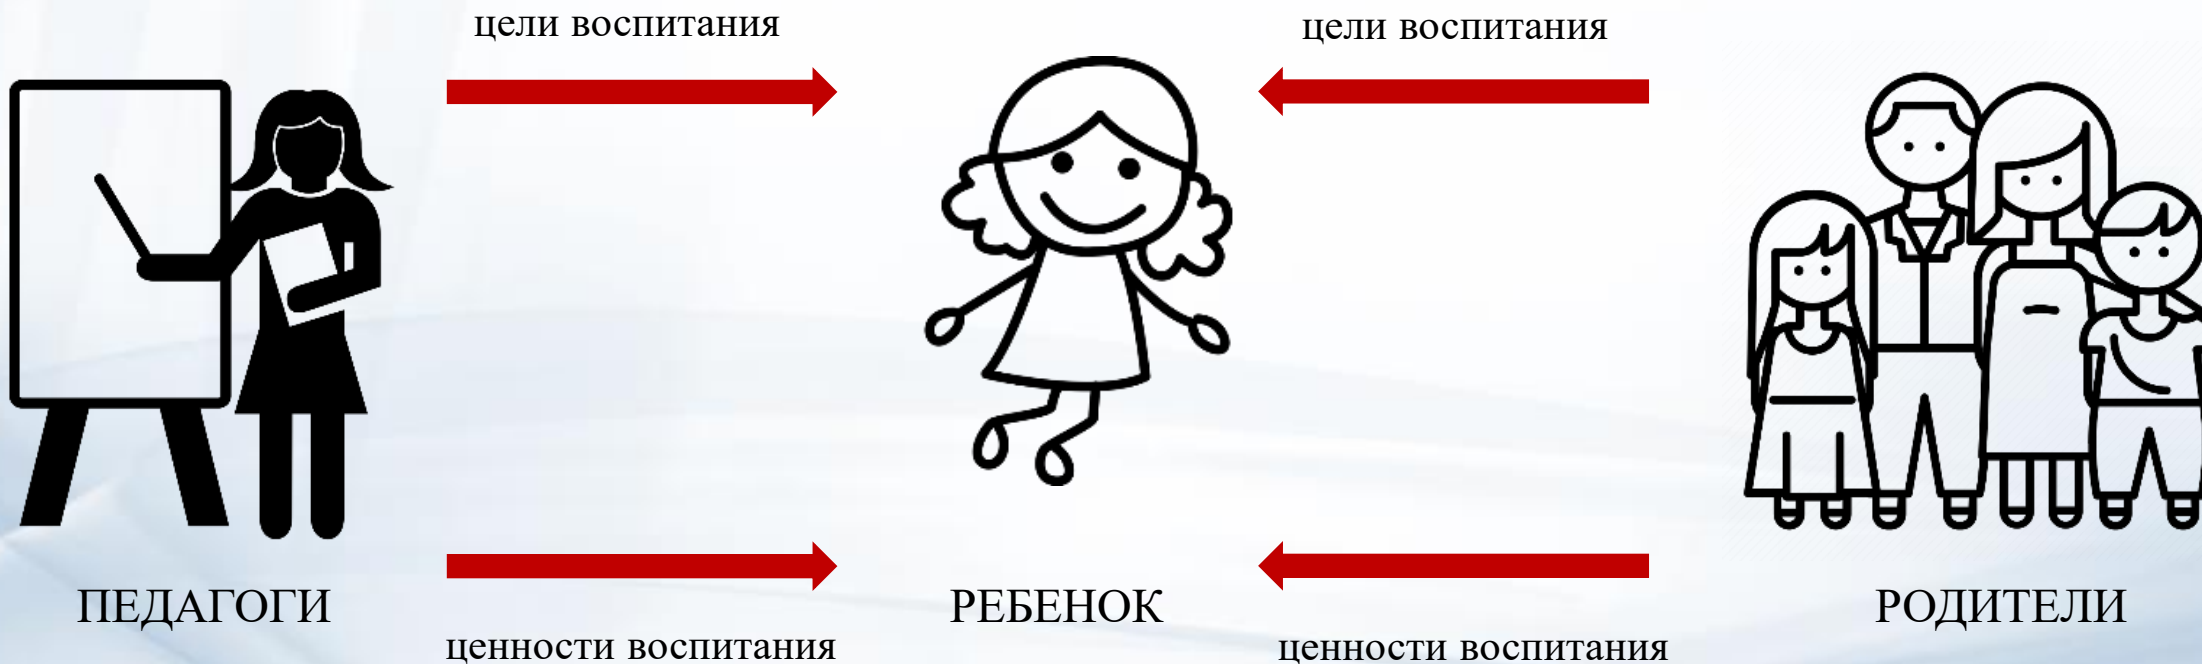 цели воспитания
цели воспитания
ПЕДАГОГИ
РЕБЕНОК
РОДИТЕЛИ
ценности воспитания
ценности воспитания